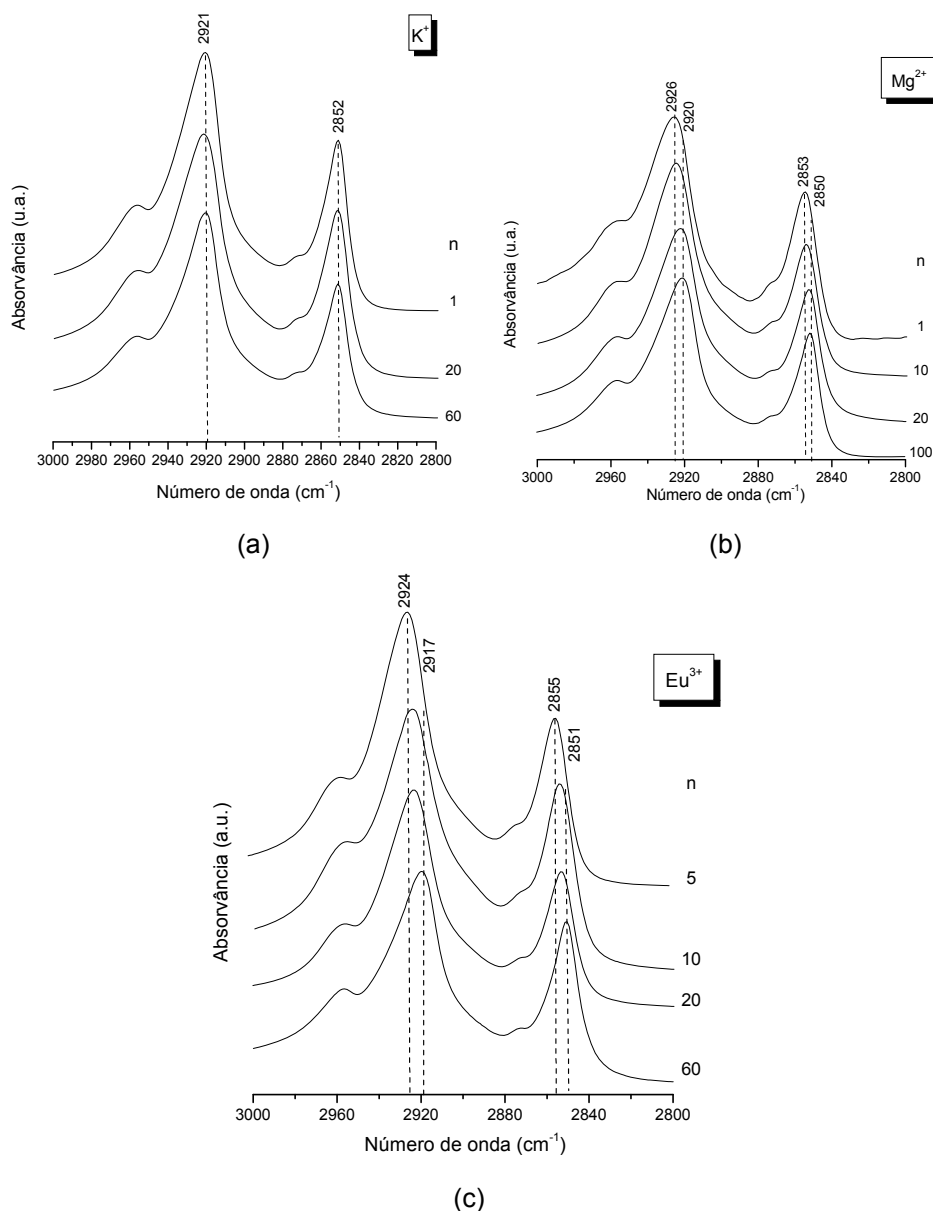 K⁺
2921
2852
Absorvância (u.a.)
n
1
20
60
3000 2980 2960 2940 2920 2900 2880 2860 2840 2820 2800
Número de onda (cm⁻¹)
(a)
Mg²⁺
2926
2920
2853
2850
Absorvância (u.a.)
n
1
10
20
100
3000 2960 2920 2880 2840 2800
Número de onda (cm⁻¹)
(b)
Eu³⁺
2924
2917
2855
2851
Absorvância (a.u.)
n
5
10
20
60
3000 2960 2920 2880 2840 2800
Número de onda (cm⁻¹)
(c)